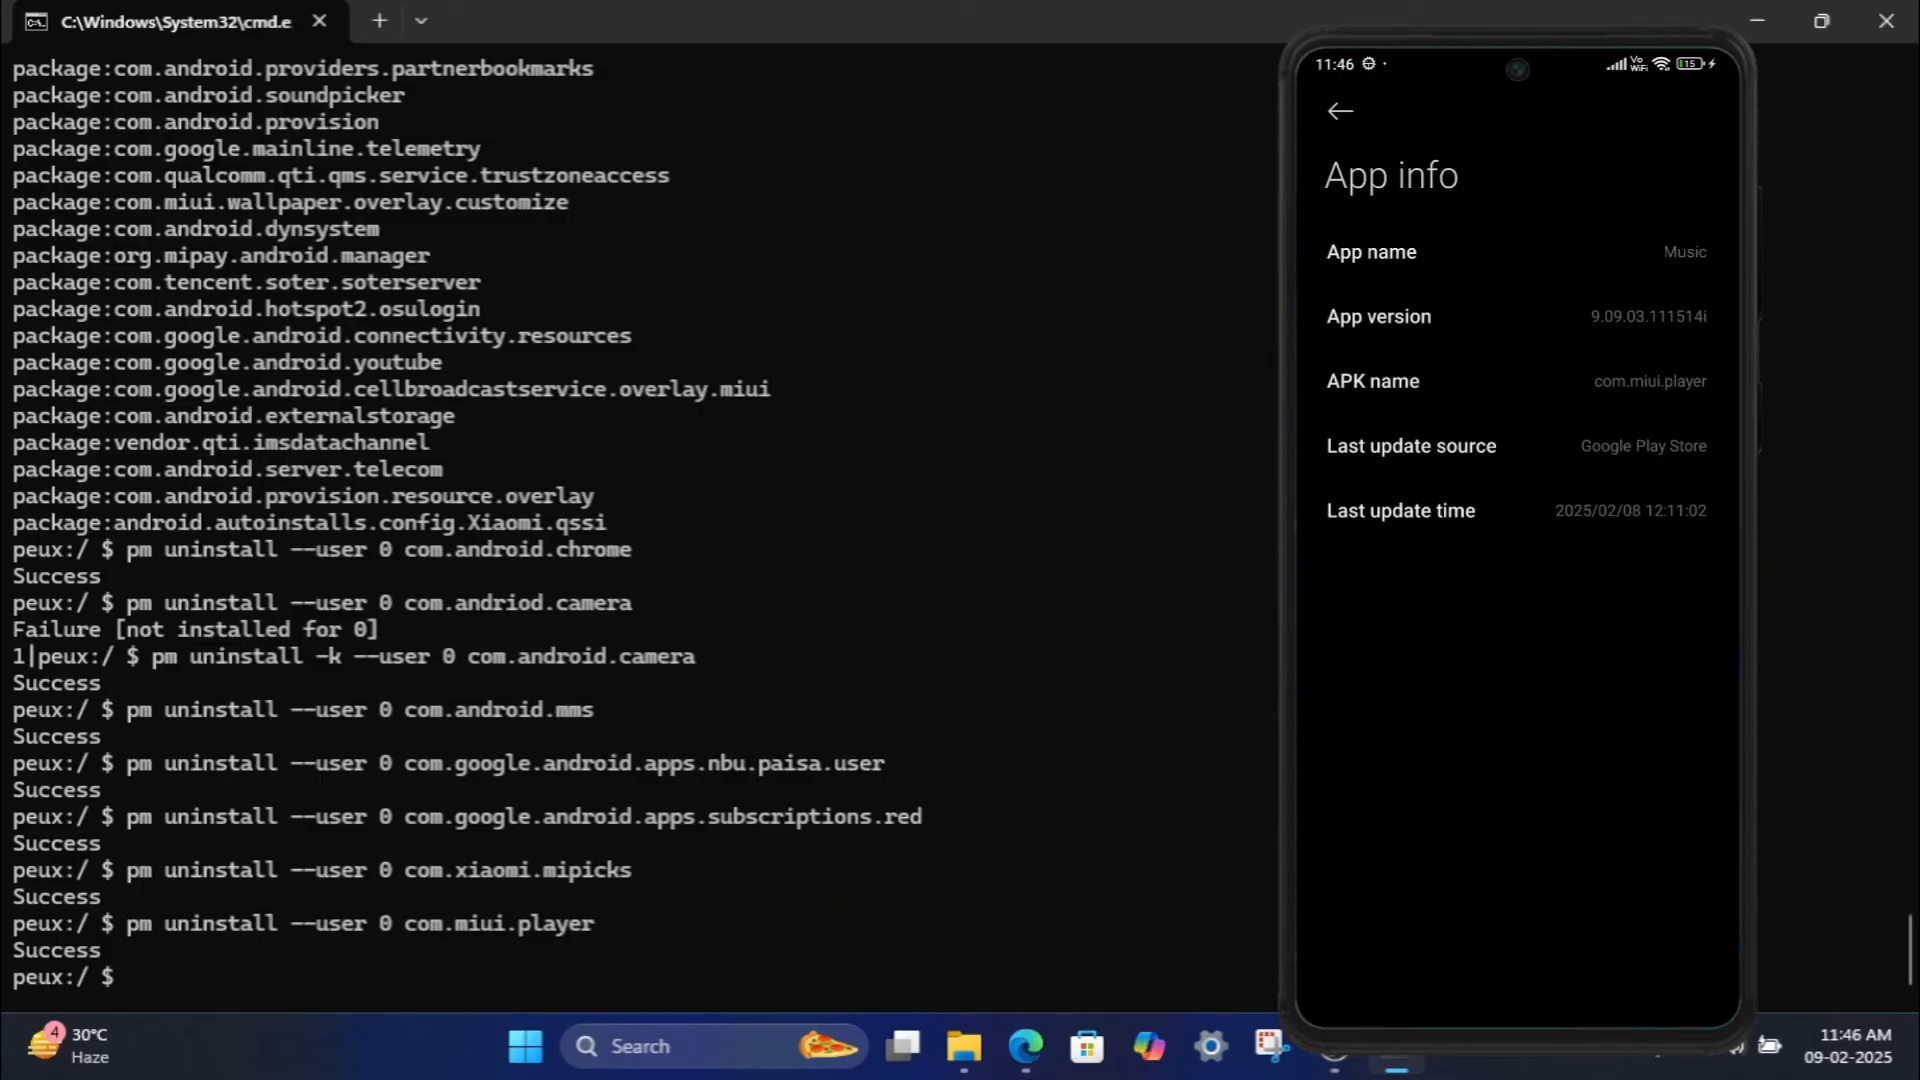 C:\Windows\System32\cmd.e
package:com.android.providers.partnerbookmarks
package:com.android.soundpicker
package:com.android.provision
package:com.google.mainline.telemetry
package:com.qualcomm.qti.qms.service.trustzoneaccess
package:com.miui.wallpaper.overlay.customize
package:com.android.dynsystem
package:org.mipay.android.manager
package:com.tencent.soter.soterserver
package:com.android.hotspot2.osulogin
package:com.google.android.connectivity.resources
package:com.google.android.youtube
package:com.google.android.cellbroadcastservice.overlay.miui
package:com.android.externalstorage
package:vendor.qti.imsdatachannel
package:com.android.server.telecom
package:com.android.provision.resource.overlay
package:android.autoinstalls.config.Xiaomi.qssi
peux:/ $ pm uninstall --user 0 com.android.chrome
Success
peux:/ $ pm uninstall --user 0 com.andriod.camera
Failure [not installed for 0]
1|peux:/ $ pm uninstall -k --user 0 com.android.camera
Success
peux:/ $ pm uninstall --user 0 com.android.mms
Success
peux:/ $ pm uninstall --user 0 com.google.android.apps.nbu.paisa.user
Success
peux:/ $ pm uninstall --user 0 com.google.android.apps.subscriptions.red
Success
peux:/ $ pm uninstall --user 0 com.xiaomi.mipicks
Success
peux:/ $ pm uninstall --user 0 com.miui.player
Success
peux:/ $
11:46
Vo
WiFi
15
App info
App name Music
App version 9.09.03.111514i
APK name com.miui.player
Last update source Google Play Store
Last update time 2025/02/08 12:11:02
4
30°C
Haze
Search
11:46 AM
09-02-2025